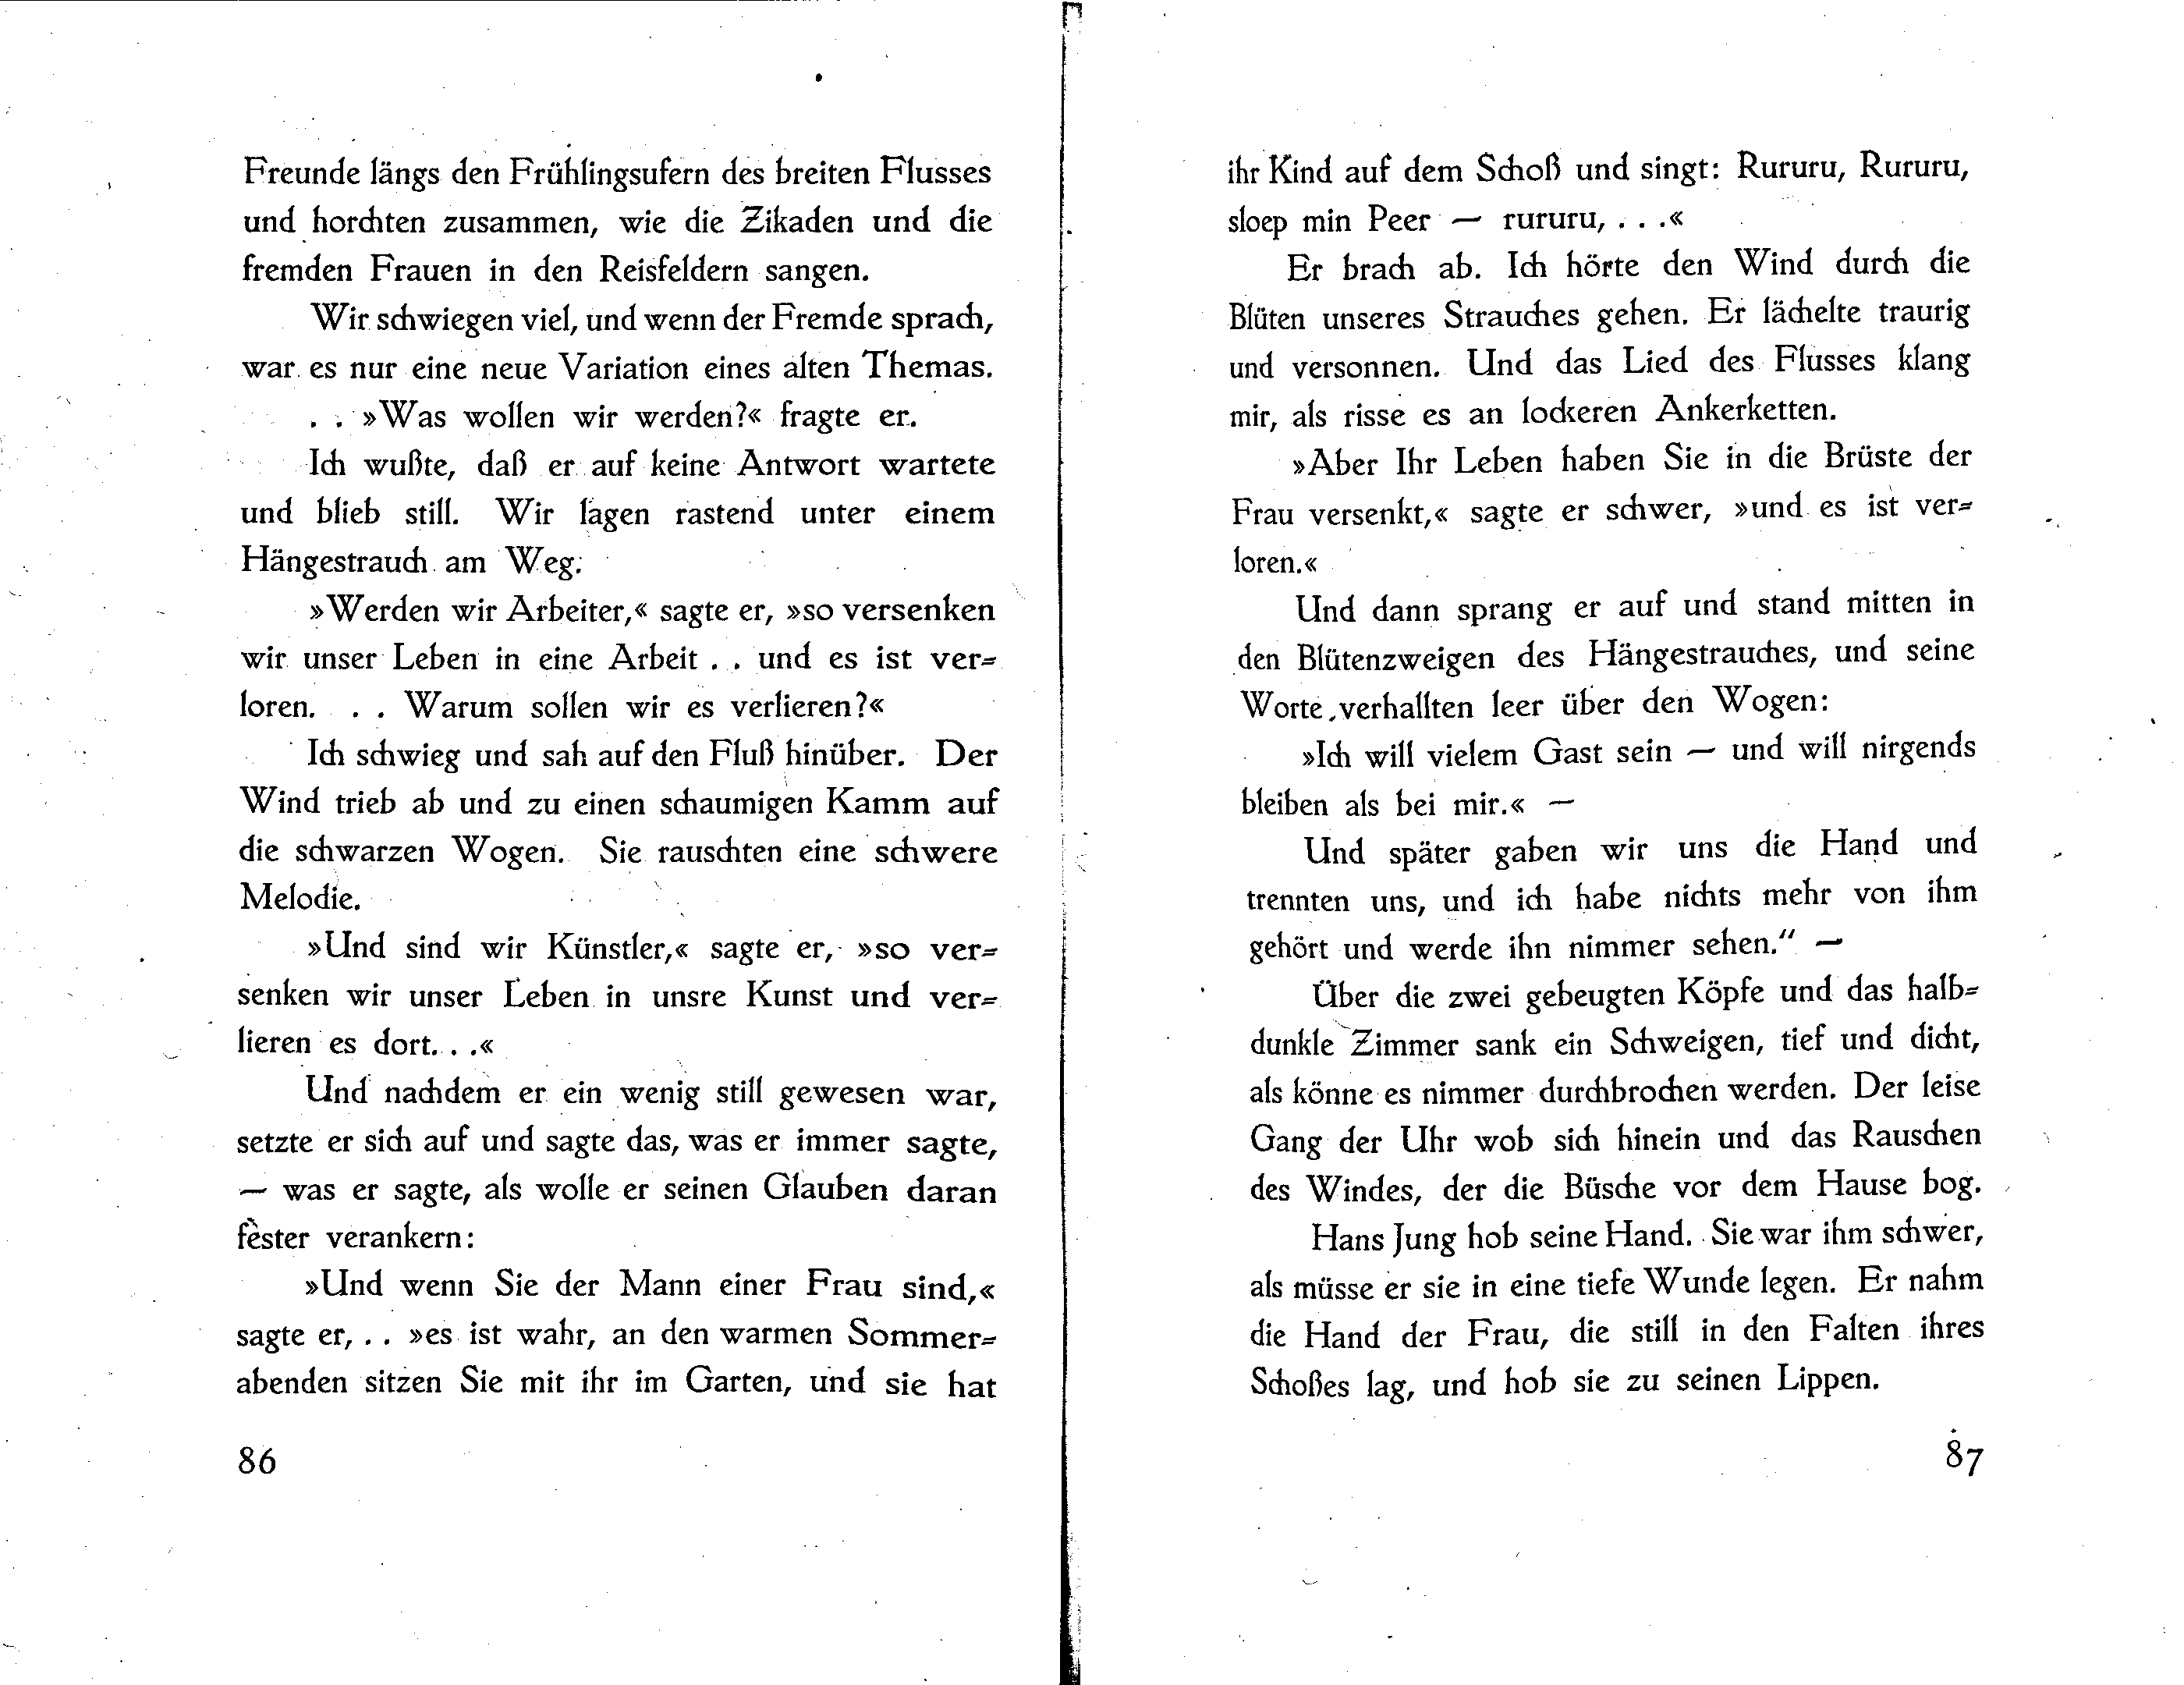 Freunde längs den Frühlingsufern des breiten Flusses
und horchten zusammen, wie die Zikaden und die
fremden Frauen in den Reisfeldern sangen.
Wir schwiegen viel, und wenn der Fremde sprach,
war es nur eine neue Variation eines alten Themas.
. . »Was wollen wir werden?« fragte er.
Ich wußte, daß er auf keine Antwort wartete
und blieb still. Wir lagen rastend unter einem
Hängestrauch am Weg.
»Werden wir Arbeiter,« sagte er, »so versenken
wir unser Leben in eine Arbeit . . und es ist ver=
loren. . . Warum sollen wir es verlieren?«
Ich schwieg und sah auf den Fluß hinüber. Der
Wind trieb ab und zu einen schaumigen Kamm auf
die schwarzen Wogen. Sie rauschten eine schwere
Melodie.
»Und sind wir Künstler,« sagte er, »so ver=
senken wir unser Leben in unsre Kunst und ver=
lieren es dort. . .«
Und nachdem er ein wenig still gewesen war,
setzte er sich auf und sagte das, was er immer sagte,
— was er sagte, als wolle er seinen Glauben daran
fester verankern:
»Und wenn Sie der Mann einer Frau sind,«
sagte er, . . »es ist wahr, an den warmen Sommer=
abenden sitzen Sie mit ihr im Garten, und sie hat
86
ihr Kind auf dem Schoß und singt: Rururu, Rururu,
sloep min Peer — rururu, . . .«
Er brach ab. Ich hörte den Wind durch die
Blüten unseres Strauches gehen. Er lächelte traurig
und versonnen. Und das Lied des Flusses klang
mir, als risse es an lockeren Ankerketten.
»Aber Ihr Leben haben Sie in die Brüste der
Frau versenkt,« sagte er schwer, »und es ist ver=
loren.«
Und dann sprang er auf und stand mitten in
den Blütenzweigen des Hängestrauches, und seine
Worte verhallten leer über den Wogen:
»Ich will vielem Gast sein — und will nirgends
bleiben als bei mir.« —
Und später gaben wir uns die Hand und
trennten uns, und ich habe nichts mehr von ihm
gehört und werde ihn nimmer sehen." —
Über die zwei gebeugten Köpfe und das halb=
dunkle Zimmer sank ein Schweigen, tief und dicht,
als könne es nimmer durchbrochen werden. Der leise
Gang der Uhr wob sich hinein und das Rauschen
des Windes, der die Büsche vor dem Hause bog.
Hans Jung hob seine Hand. Sie war ihm schwer,
als müsse er sie in eine tiefe Wunde legen. Er nahm
die Hand der Frau, die still in den Falten ihres
Schoßes lag, und hob sie zu seinen Lippen.
87